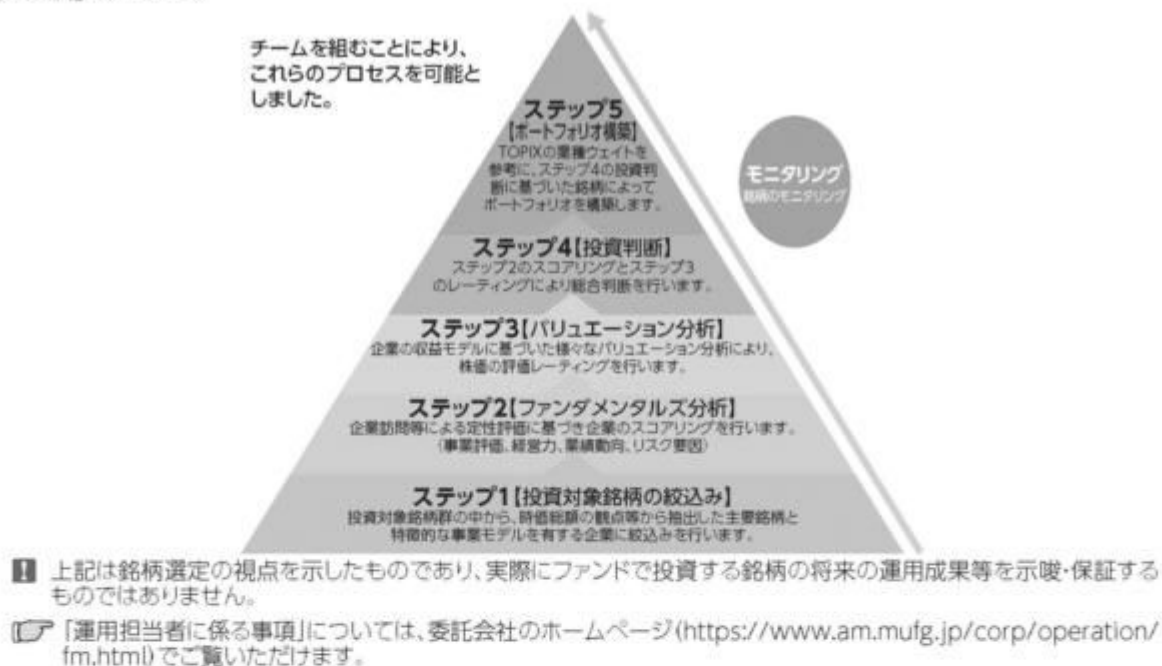 チームを組むことにより、
これらのプロセスを可能と
しました。
ステップ5
【ポートフォリオ構築】
TOPIXの業種ウェイトを
参考に、ステップ4の投資判
断に基づいた銘柄によって
ポートフォリオを構築します。
モニタリング
銘柄のモニタリング
ステップ4【投資判断】
ステップ2のスコアリングとステップ3
のレーティングにより総合判断を行います。
ステップ3【バリュエーション分析】
企業の収益モデルに基づいた様々なバリュエーション分析により、
株価の評価レーティングを行います。
ステップ2【ファンダメンタルズ分析】
企業訪問等による定性評価に基づき企業のスコアリングを行います。
(事業評価、経営力、業績動向、リスク要因)
ステップ1【投資対象銘柄の絞込み】
投資対象銘柄群の中から、時価総額の観点等から抽出した主要銘柄と
特徴的な事業モデルを有する企業に絞込みを行います。
! 上記は銘柄選定の視点を示したものであり、実際にファンドで投資する銘柄の将来の運用成果等を示唆・保証する
ものではありません。
「運用担当者に係る事項」については、委託会社のホームページ(https://www.am.mufg.jp/corp/operation/
fm.html)でご覧いただけます。